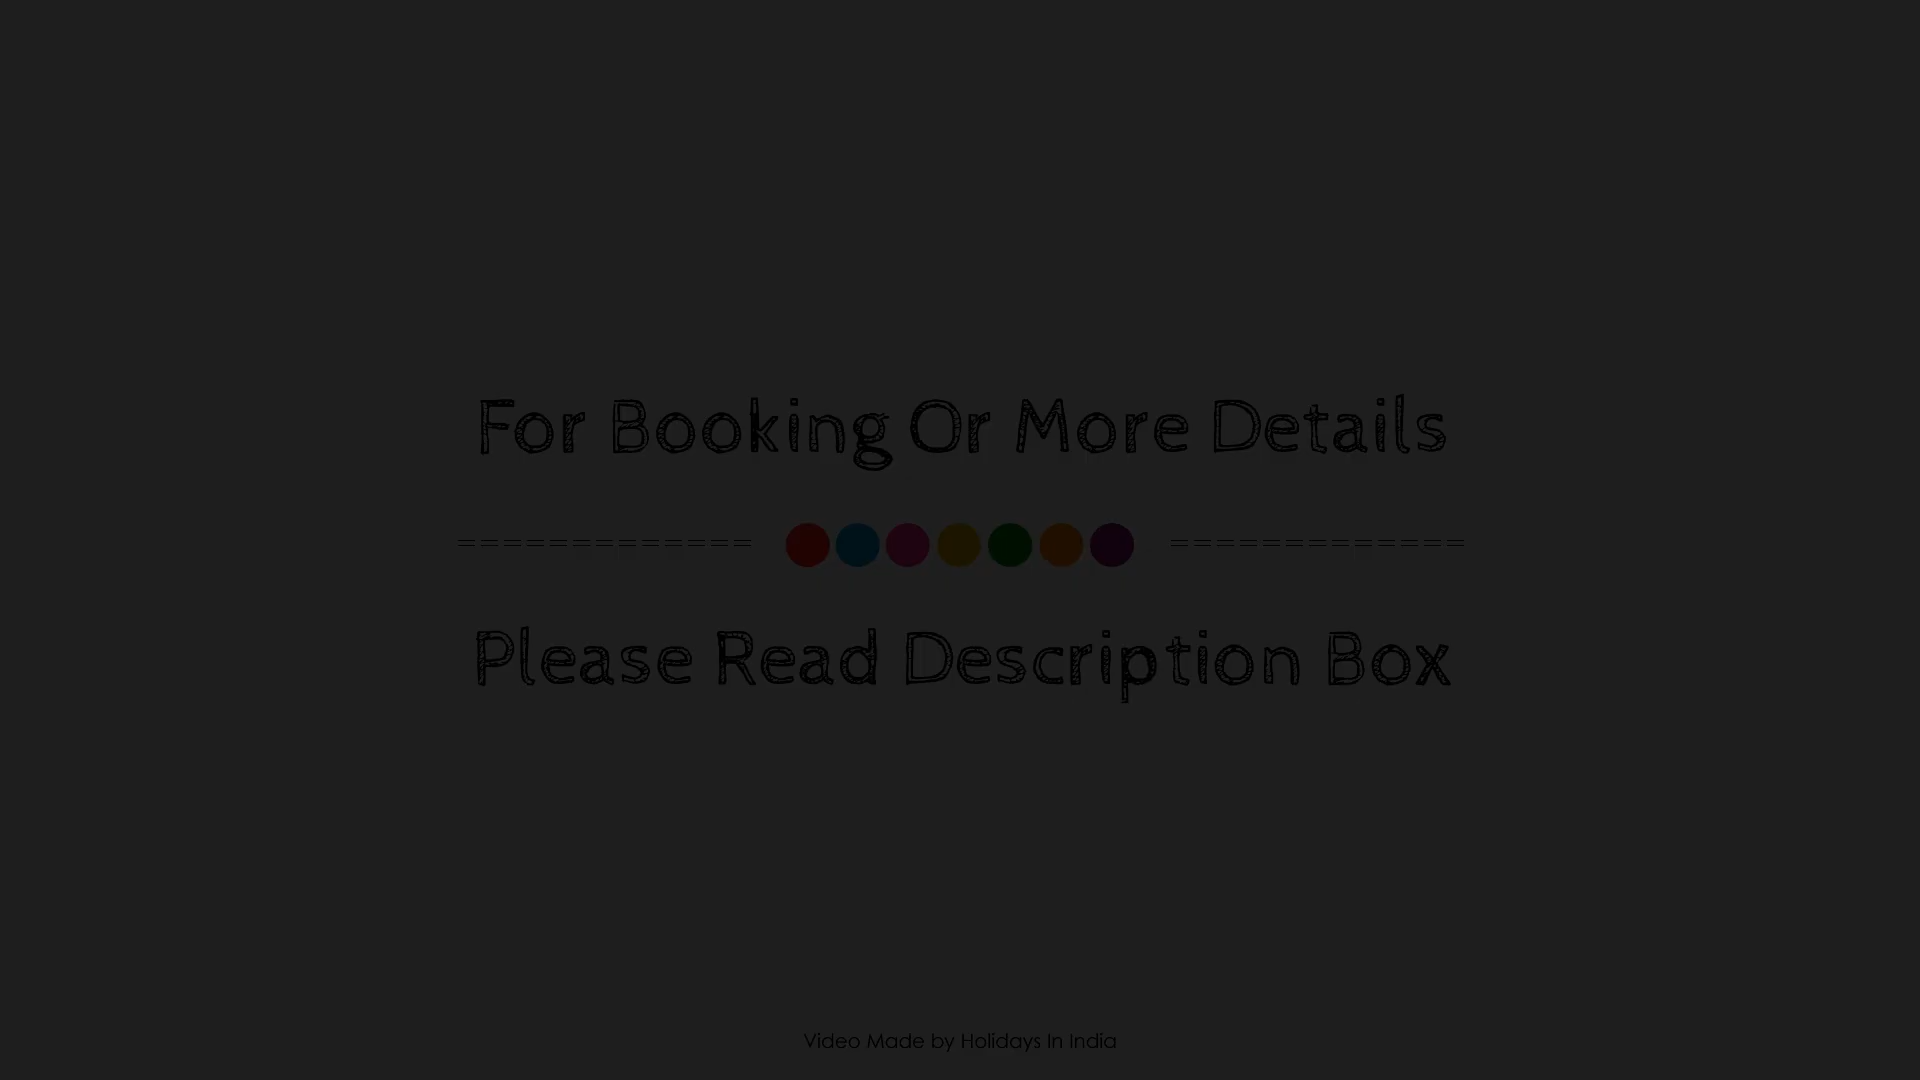 For Booking Or More Details
============= =============
Please Read Description Box
Video Made by Holidays In India